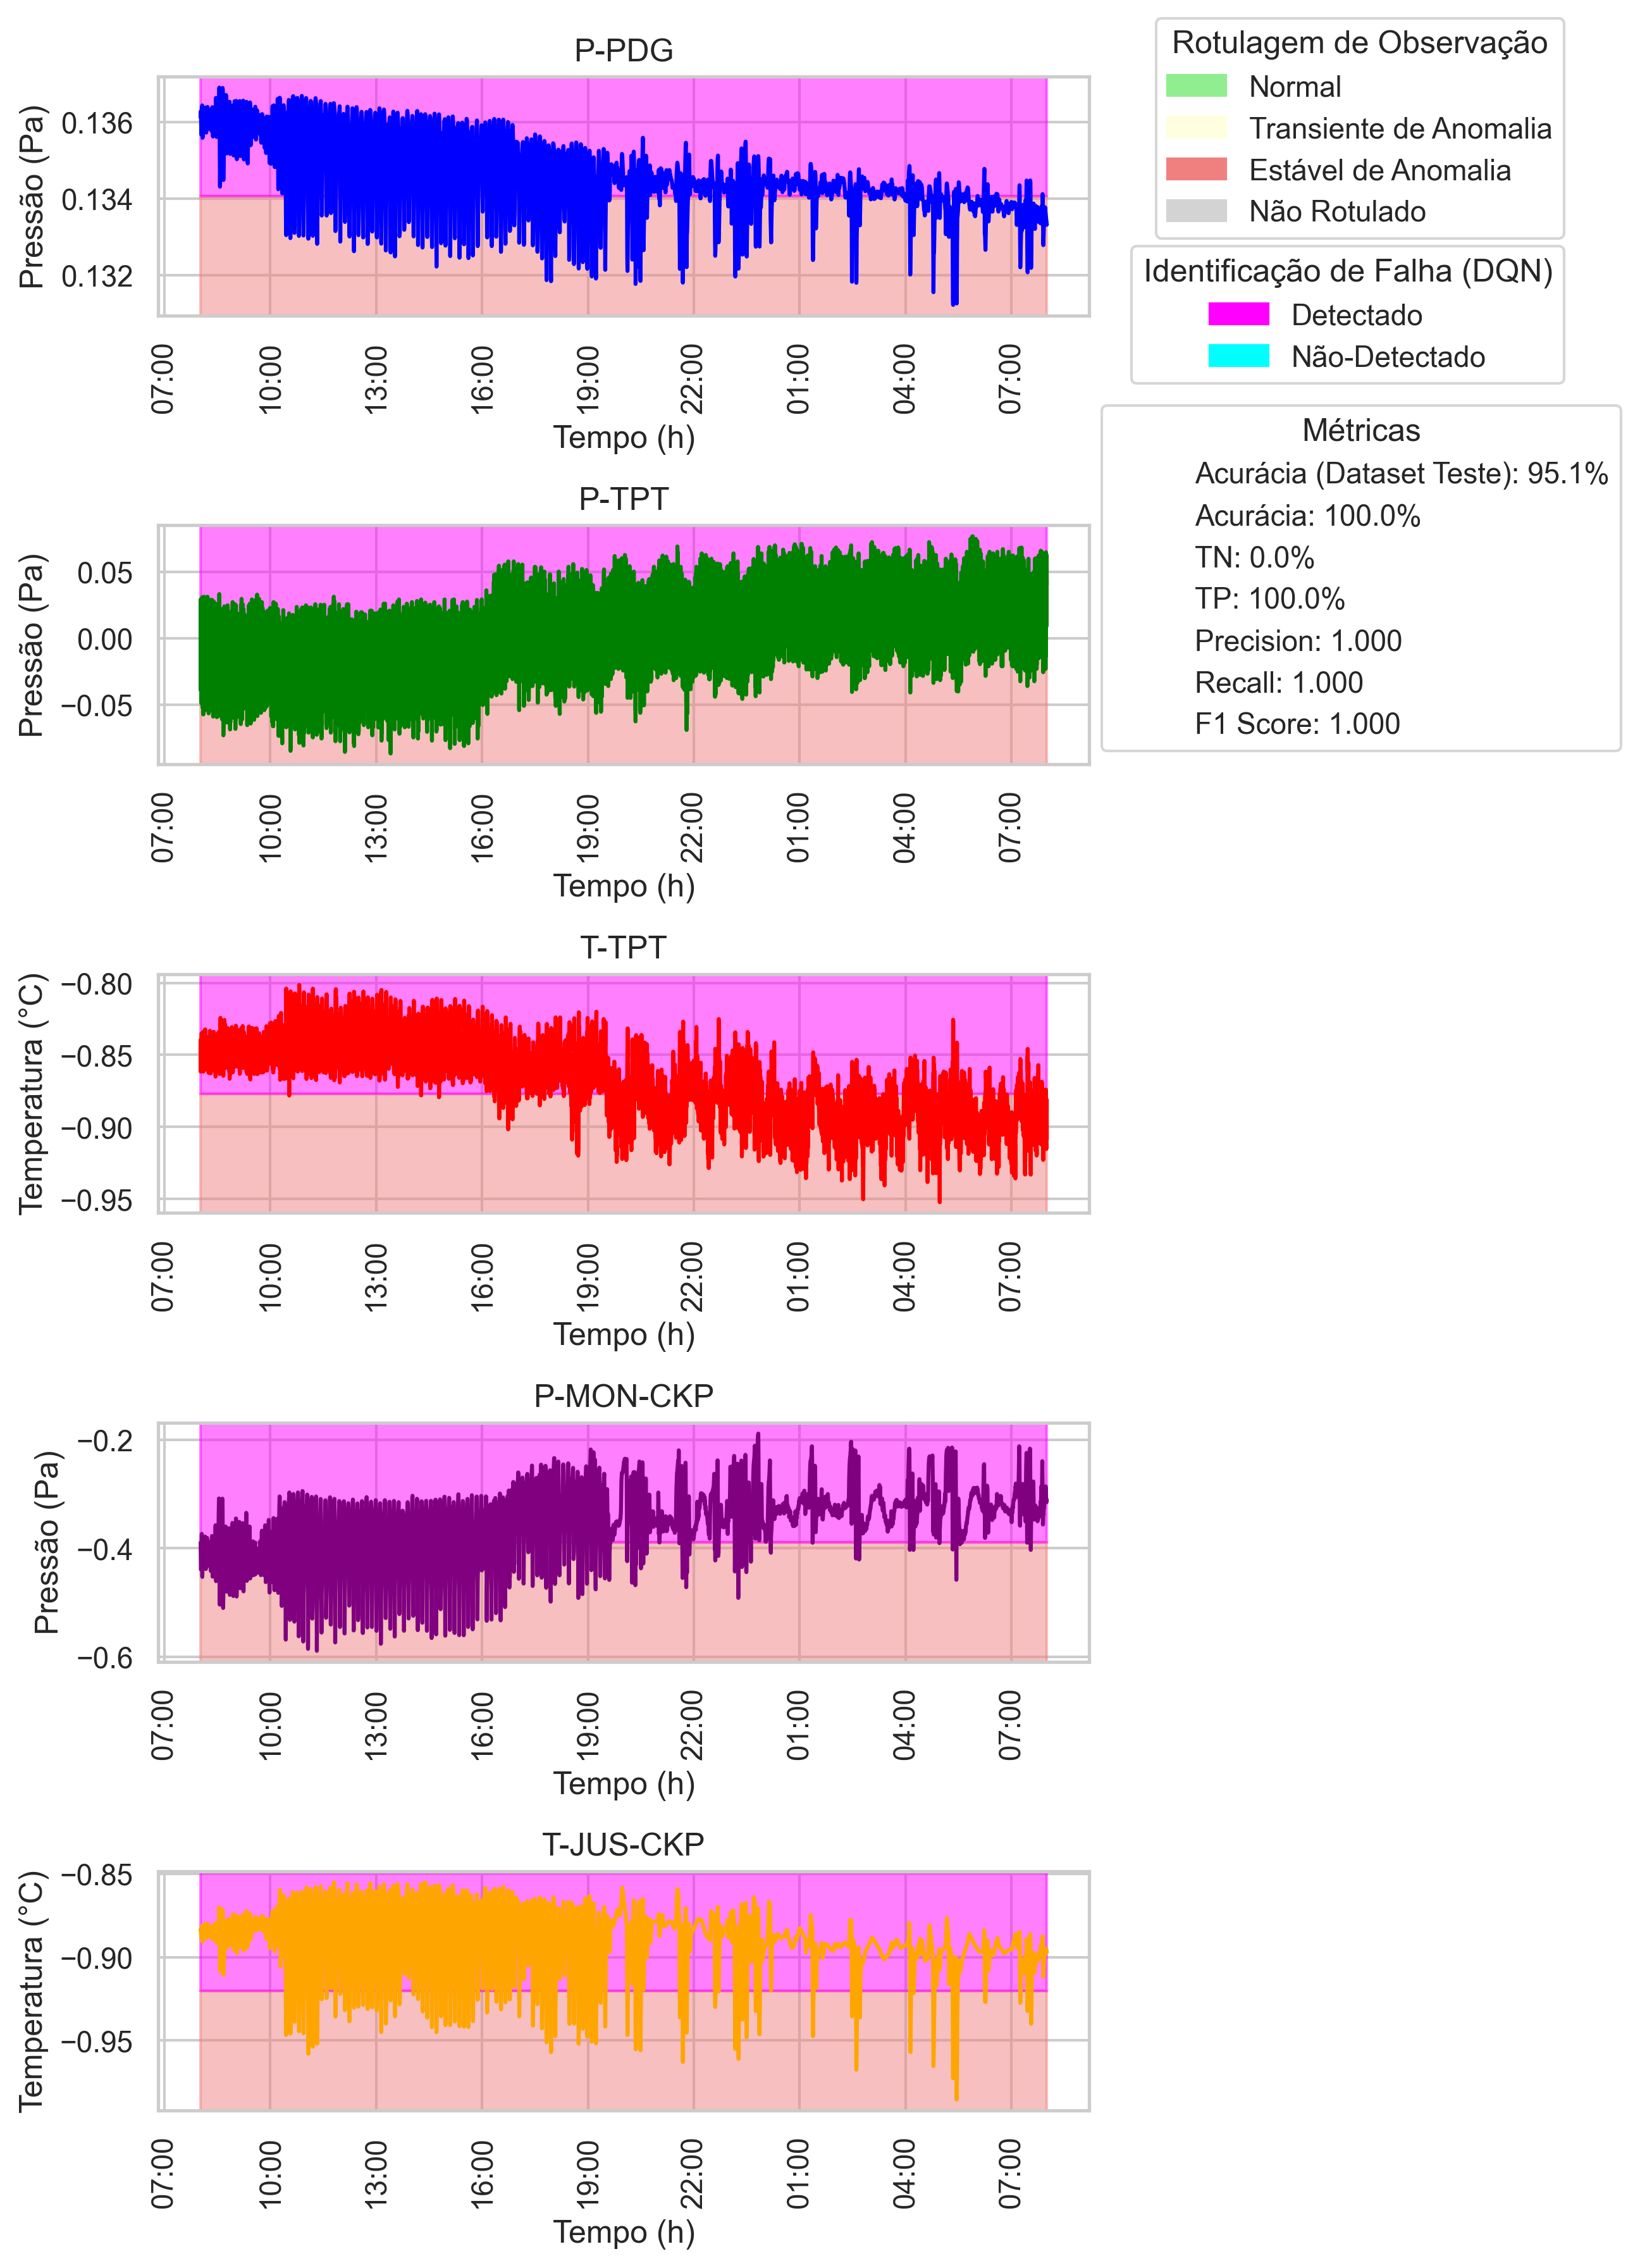 P-PDG
Pressão (Pa)
0.136
0.134
0.132
07:00
10:00
13:00
16:00
19:00
22:00
01:00
04:00
07:00
Tempo (h)
Rotulagem de Observação
Normal
Transiente de Anomalia
Estável de Anomalia
Não Rotulado
Identificação de Falha (DQN)
Detectado
Não-Detectado
Métricas
Acurácia (Dataset Teste): 95.1%
Acurácia: 100.0%
TN: 0.0%
TP: 100.0%
Precision: 1.000
Recall: 1.000
F1 Score: 1.000
P-TPT
Pressão (Pa)
0.05
0.00
−0.05
07:00
10:00
13:00
16:00
19:00
22:00
01:00
04:00
07:00
Tempo (h)
T-TPT
Temperatura (°C)
−0.80
−0.85
−0.90
−0.95
07:00
10:00
13:00
16:00
19:00
22:00
01:00
04:00
07:00
Tempo (h)
P-MON-CKP
Pressão (Pa)
−0.2
−0.4
−0.6
07:00
10:00
13:00
16:00
19:00
22:00
01:00
04:00
07:00
Tempo (h)
T-JUS-CKP
Temperatura (°C)
−0.85
−0.90
−0.95
07:00
10:00
13:00
16:00
19:00
22:00
01:00
04:00
07:00
Tempo (h)